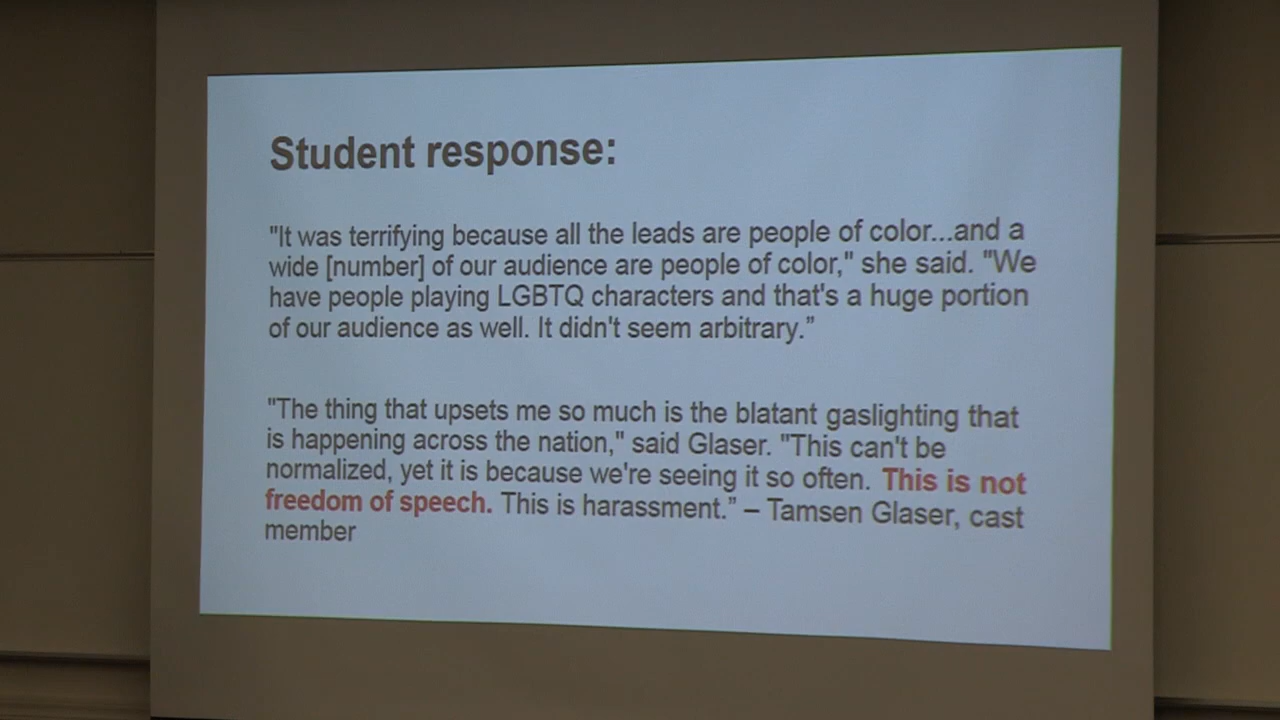 Student response:
"It was terrifying because all the leads are people of color...and a
wide [number] of our audience are people of color," she said. "We
have people playing LGBTQ characters and that's a huge portion
of our audience as well. It didn't seem arbitrary.”
"The thing that upsets me so much is the blatant gaslighting that
is happening across the nation," said Glaser. "This can't be
normalized, yet it is because we're seeing it so often. This is not
freedom of speech. This is harassment.” – Tamsen Glaser, cast
member